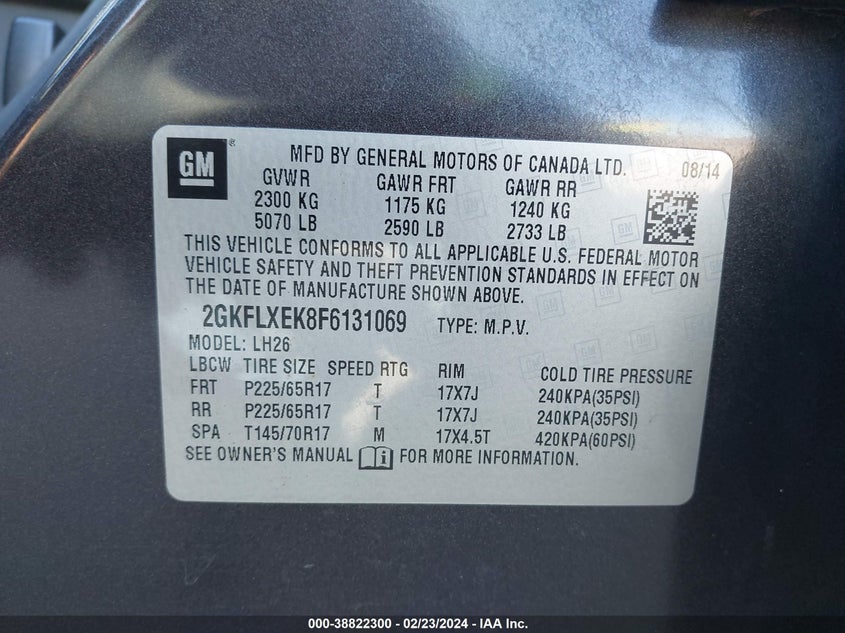 GM ® MFD BY GENERAL MOTORS OF CANADA LTD. 08/14
GVWR GAWR FRT GAWR RR
2300 KG 1175 KG 1240 KG
5070 LB 2590 LB 2733 LB
THIS VEHICLE CONFORMS TO ALL APPLICABLE U.S. FEDERAL MOTOR
VEHICLE SAFETY AND THEFT PREVENTION STANDARDS IN EFFECT ON
THE DATE OF MANUFACTURE SHOWN ABOVE.
2GKFLXEK8F6131069 TYPE: M.P.V.
MODEL: LH26
LBCW TIRE SIZE SPEED RTG RIM COLD TIRE PRESSURE
FRT P225/65R17 T 17X7J 240KPA(35PSI)
RR P225/65R17 T 17X7J 240KPA(35PSI)
SPA T145/70R17 M 17X4.5T 420KPA(60PSI)
SEE OWNER'S MANUAL FOR MORE INFORMATION.
000-38822300 - 02/23/2024 - IAA Inc.